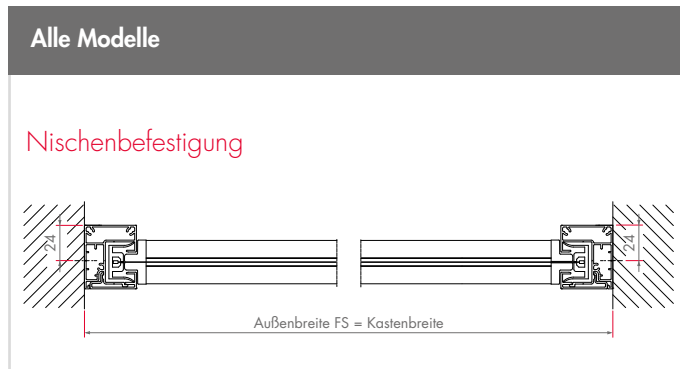 Alle Modelle
Nischenbefestigung
24
24
Außenbreite FS = Kastenbreite